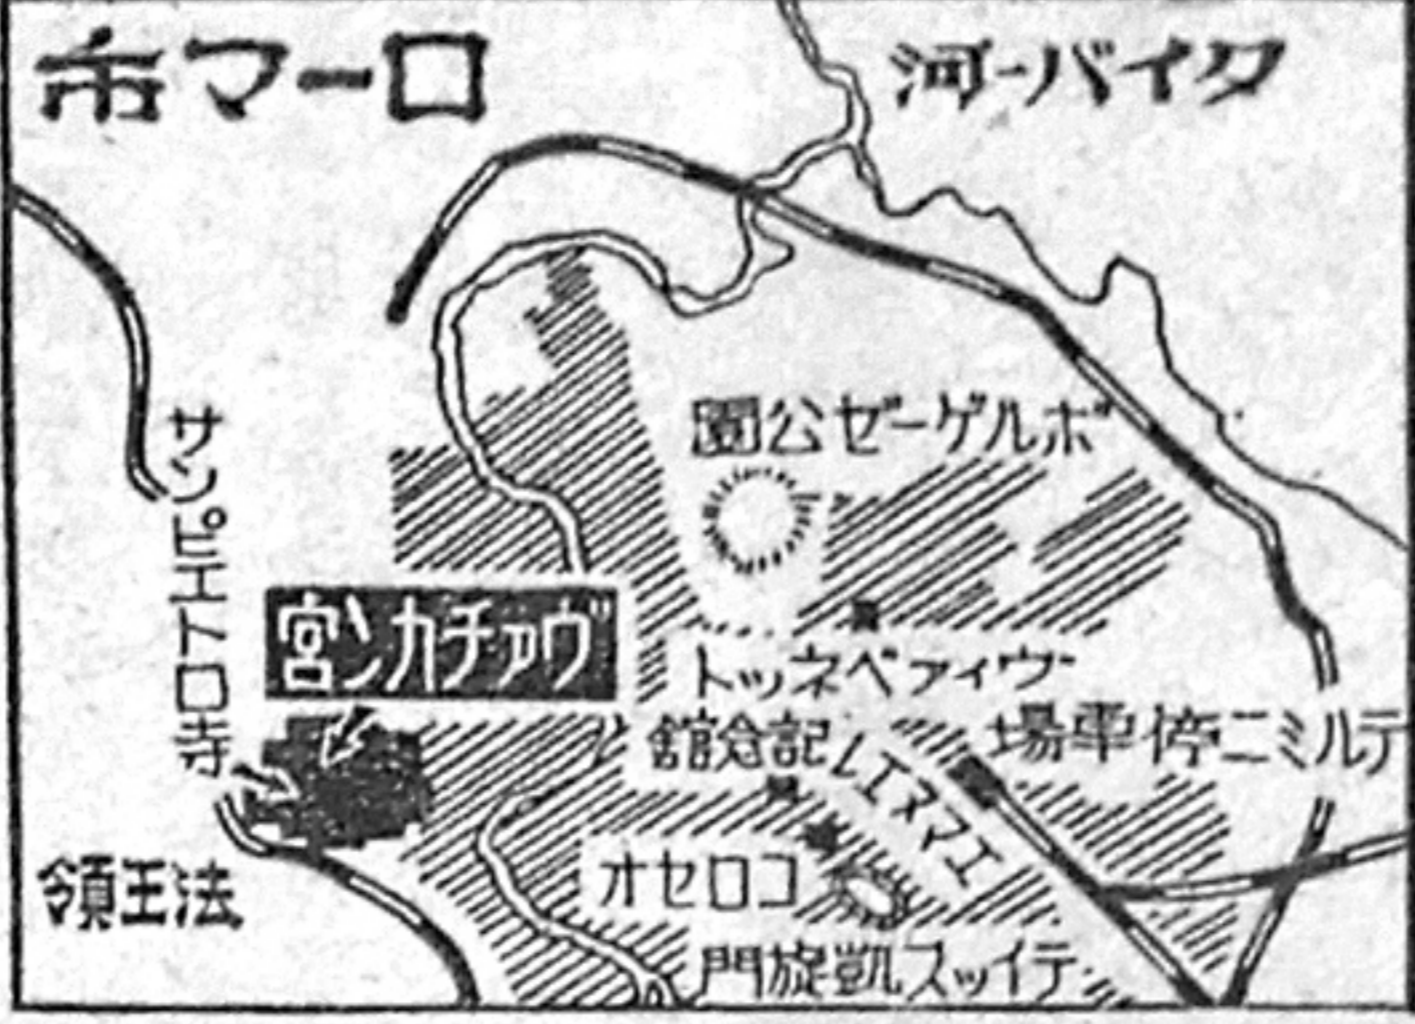 ローマ市
タイバー河
ボルゲーゼ公園
サンピエトロ寺
ヴァチカン宮
ヴィァベネット
テルミニ停車場
エマヌエレ
記念館
コロセオ
法王領
テイッス凱旋門